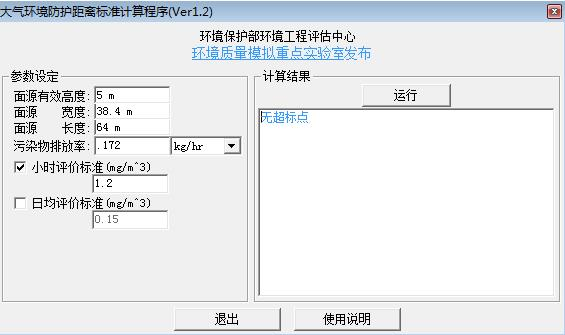 大气环境防护距离标准计算程序(Ver1.2)
环境保护部环境工程评估中心
环境质量模拟重点实验室发布
参数设定
面源有效高度: 5 m
面源 宽度: 38.4 m
面源 长度: 64 m
污染物排放率: .172 kg/hr
小时评价标准(mg/m^3)
1.2
日均评价标准(mg/m^3)
0.15
计算结果
运行
无超标点
退出 使用说明